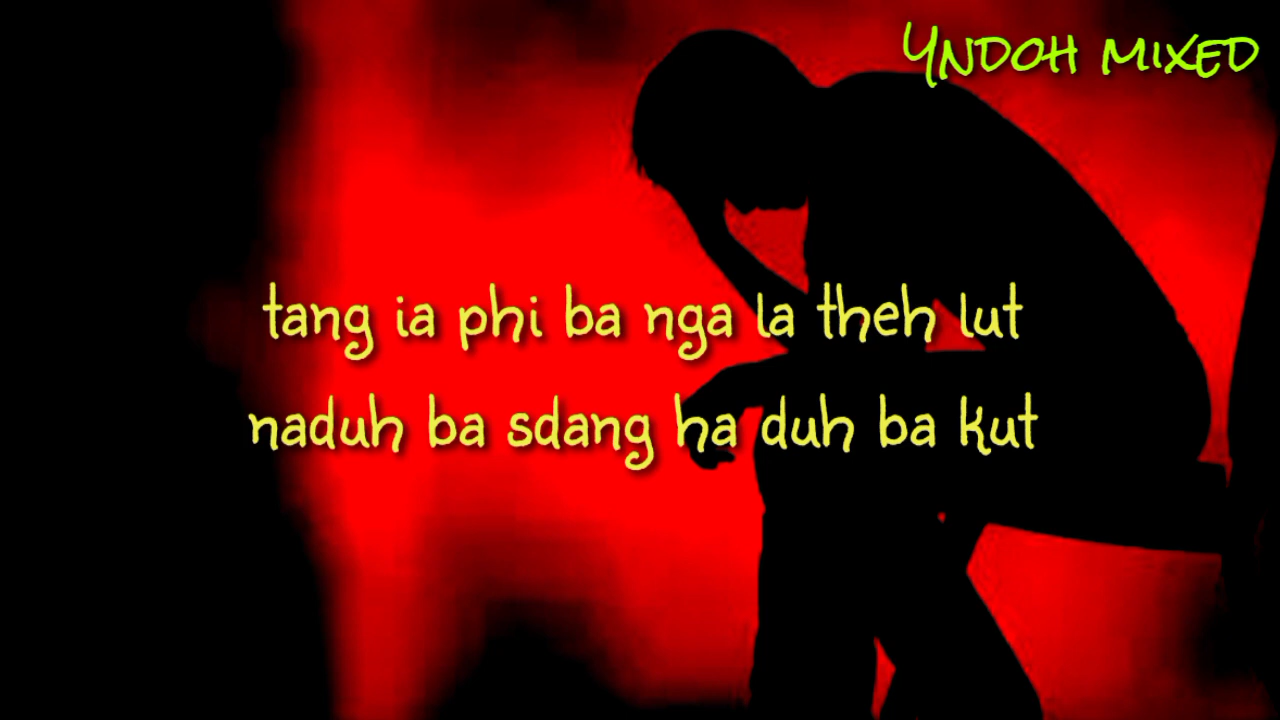 Yndoh mixed
tang ia phi ba nga la theh lut
naduh ba sdang ha duh ba kut